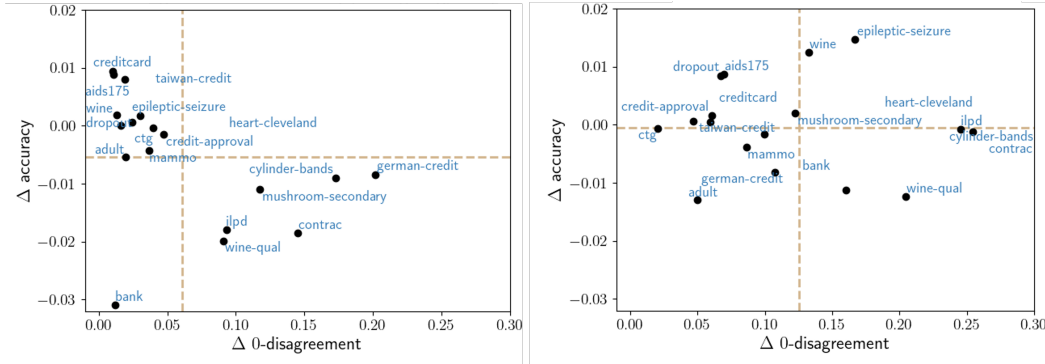 0.02
0.01
0.00
−0.01
−0.02
−0.03
Δ accuracy
creditcard
taiwan-credit
aids175
wine
epileptic-seizure
dropout
heart-cleveland
ctg
credit-approval
adult
mammo
cylinder-bands
german-credit
mushroom-secondary
ilpd
contrac
wine-qual
bank
0.00 0.05 0.10 0.15 0.20 0.25 0.30
Δ 0-disagreement
0.02
0.01
0.00
−0.01
−0.02
−0.03
Δ accuracy
epileptic-seizure
wine
dropout
aids175
creditcard
heart-cleveland
credit-approval
mushroom-secondary
ilpd
taiwan-credit
ctg
cylinder-bands
contrac
mammo
bank
german-credit
wine-qual
adult
0.00 0.05 0.10 0.15 0.20 0.25 0.30
Δ 0-disagreement